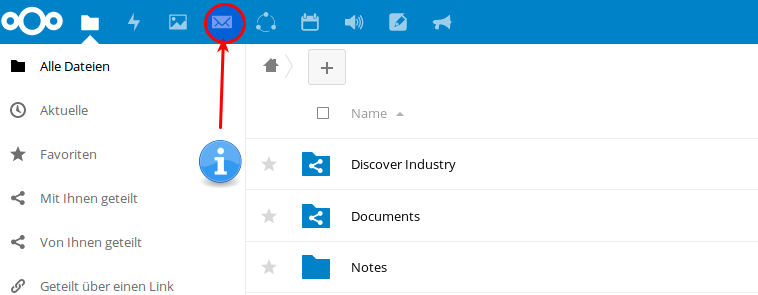 Alle Dateien
Aktuelle
Favoriten
Mit Ihnen geteilt
Von Ihnen geteilt
Geteilt über einen Link
Name
Discover Industry
Documents
Notes